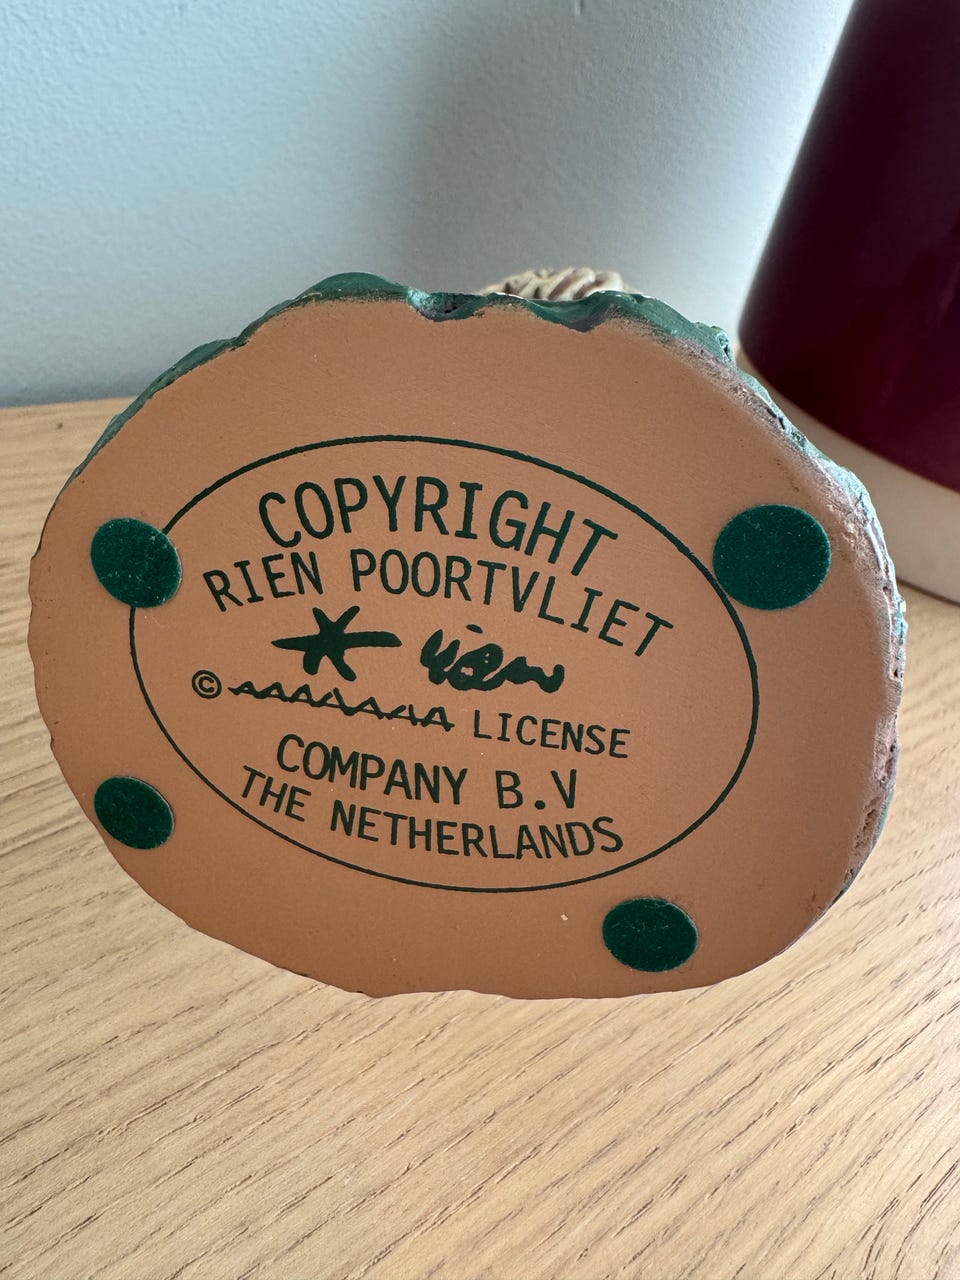 COPYRIGHT
RIEN POORTVLIET
© LICENSE
COMPANY B.V
THE NETHERLANDS